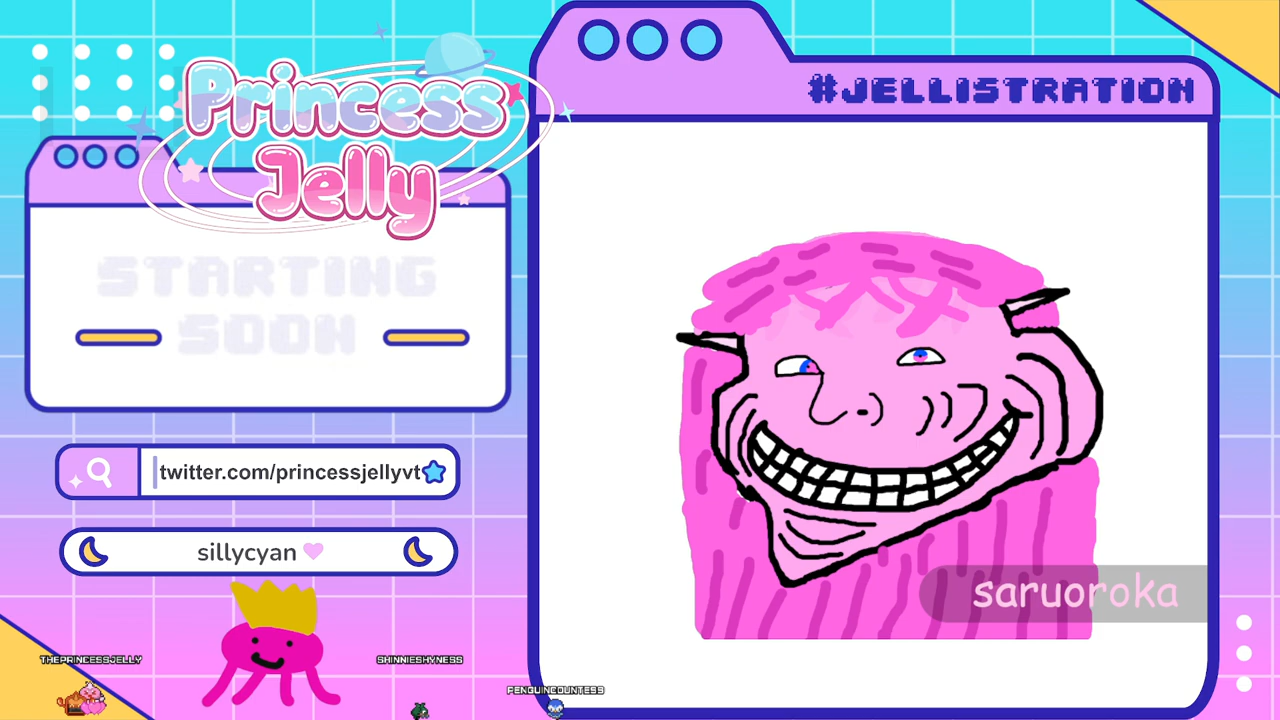 Princess
Jelly
#JELLISTRATION
STARTING
SOON
twitter.com/princessjellyvt
sillycyan
saruoroka
THEPRINCESSJELLY
SHINNIESHYNESS
PENGUINCOUNTESS